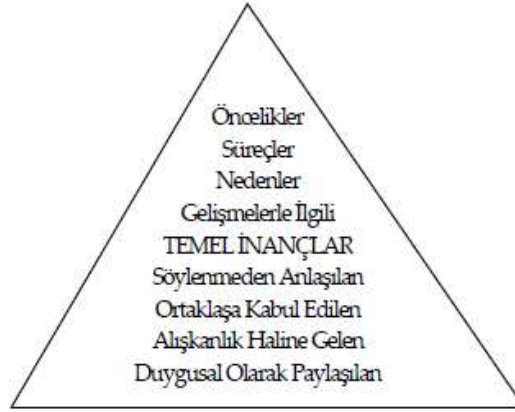 Öncelikler
Süreçler
Nedenler
Gelişmelerle İlgili
TEMEL İNANÇLAR
Söylenmeden Anlaşılan
Ortaklaşa Kabul Edilen
Alışkanlık Haline Gelen
Duygusal Olarak Paylaşılan